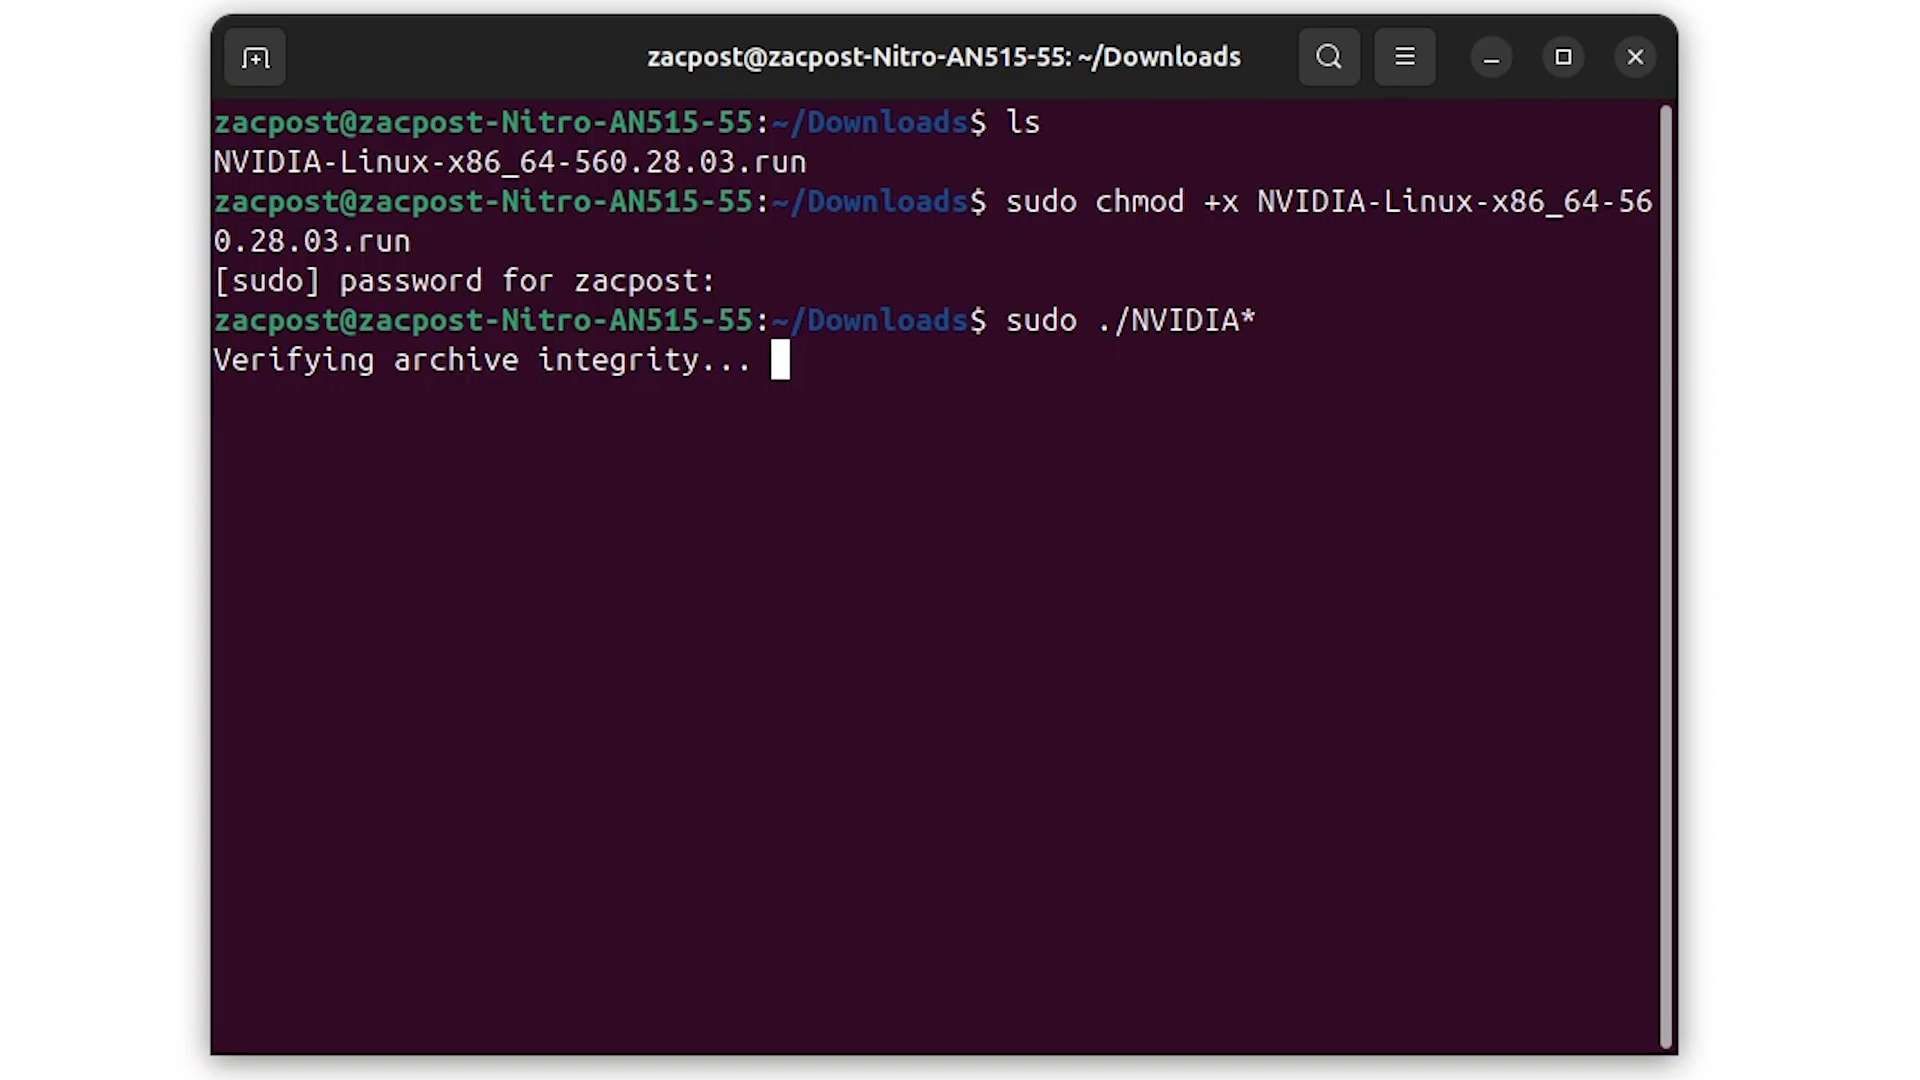 zacpost@zacpost-Nitro-AN515-55: ~/Downloads
zacpost@zacpost-Nitro-AN515-55:~/Downloads$ ls
NVIDIA-Linux-x86_64-560.28.03.run
zacpost@zacpost-Nitro-AN515-55:~/Downloads$ sudo chmod +x NVIDIA-Linux-x86_64-56
0.28.03.run
[sudo] password for zacpost:
zacpost@zacpost-Nitro-AN515-55:~/Downloads$ sudo ./NVIDIA*
Verifying archive integrity...